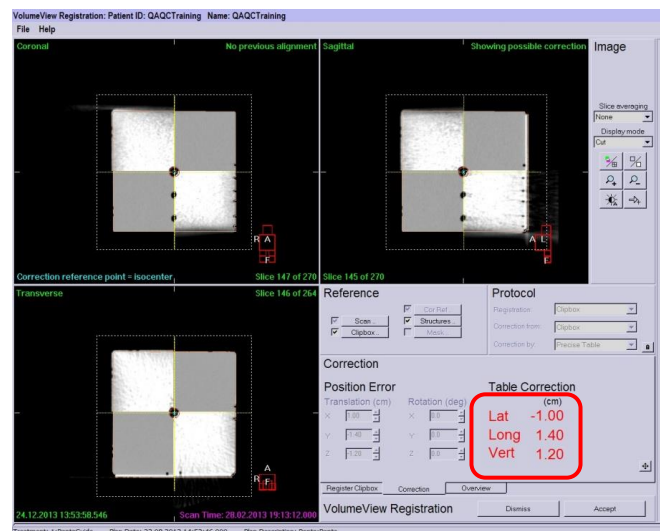 VolumeView Registration: Patient ID: QAQCTraining Name: QAQCTraining
File Help
Coronal No previous alignment
R A
F
Correction reference point = isocenter Slice 147 of 270
Sagittal Showing possible correction
A L
F
Slice 145 of 270
Transverse Slice 146 of 264
A
R F
24.12.2013 13:53:58.546 Scan Time: 28.02.2013 19:13:12.000
Image
Slice averaging
None
Display mode
Cut
Reference
Cor Ref
Scan... Structures...
Clipbox... Mask...
Protocol
Registration: Clipbox
Correction from: Clipbox
Correction by: Precise Table
Correction
Position Error
Translation (cm) Rotation (deg)
X 1.00 X 0.0
Y -1.40 Y 0.0
Z -1.20 Z 0.0
Table Correction
(cm)
Lat -1.00
Long 1.40
Vert 1.20
Register Clipbox Correction Overview
VolumeView Registration Dismiss Accept